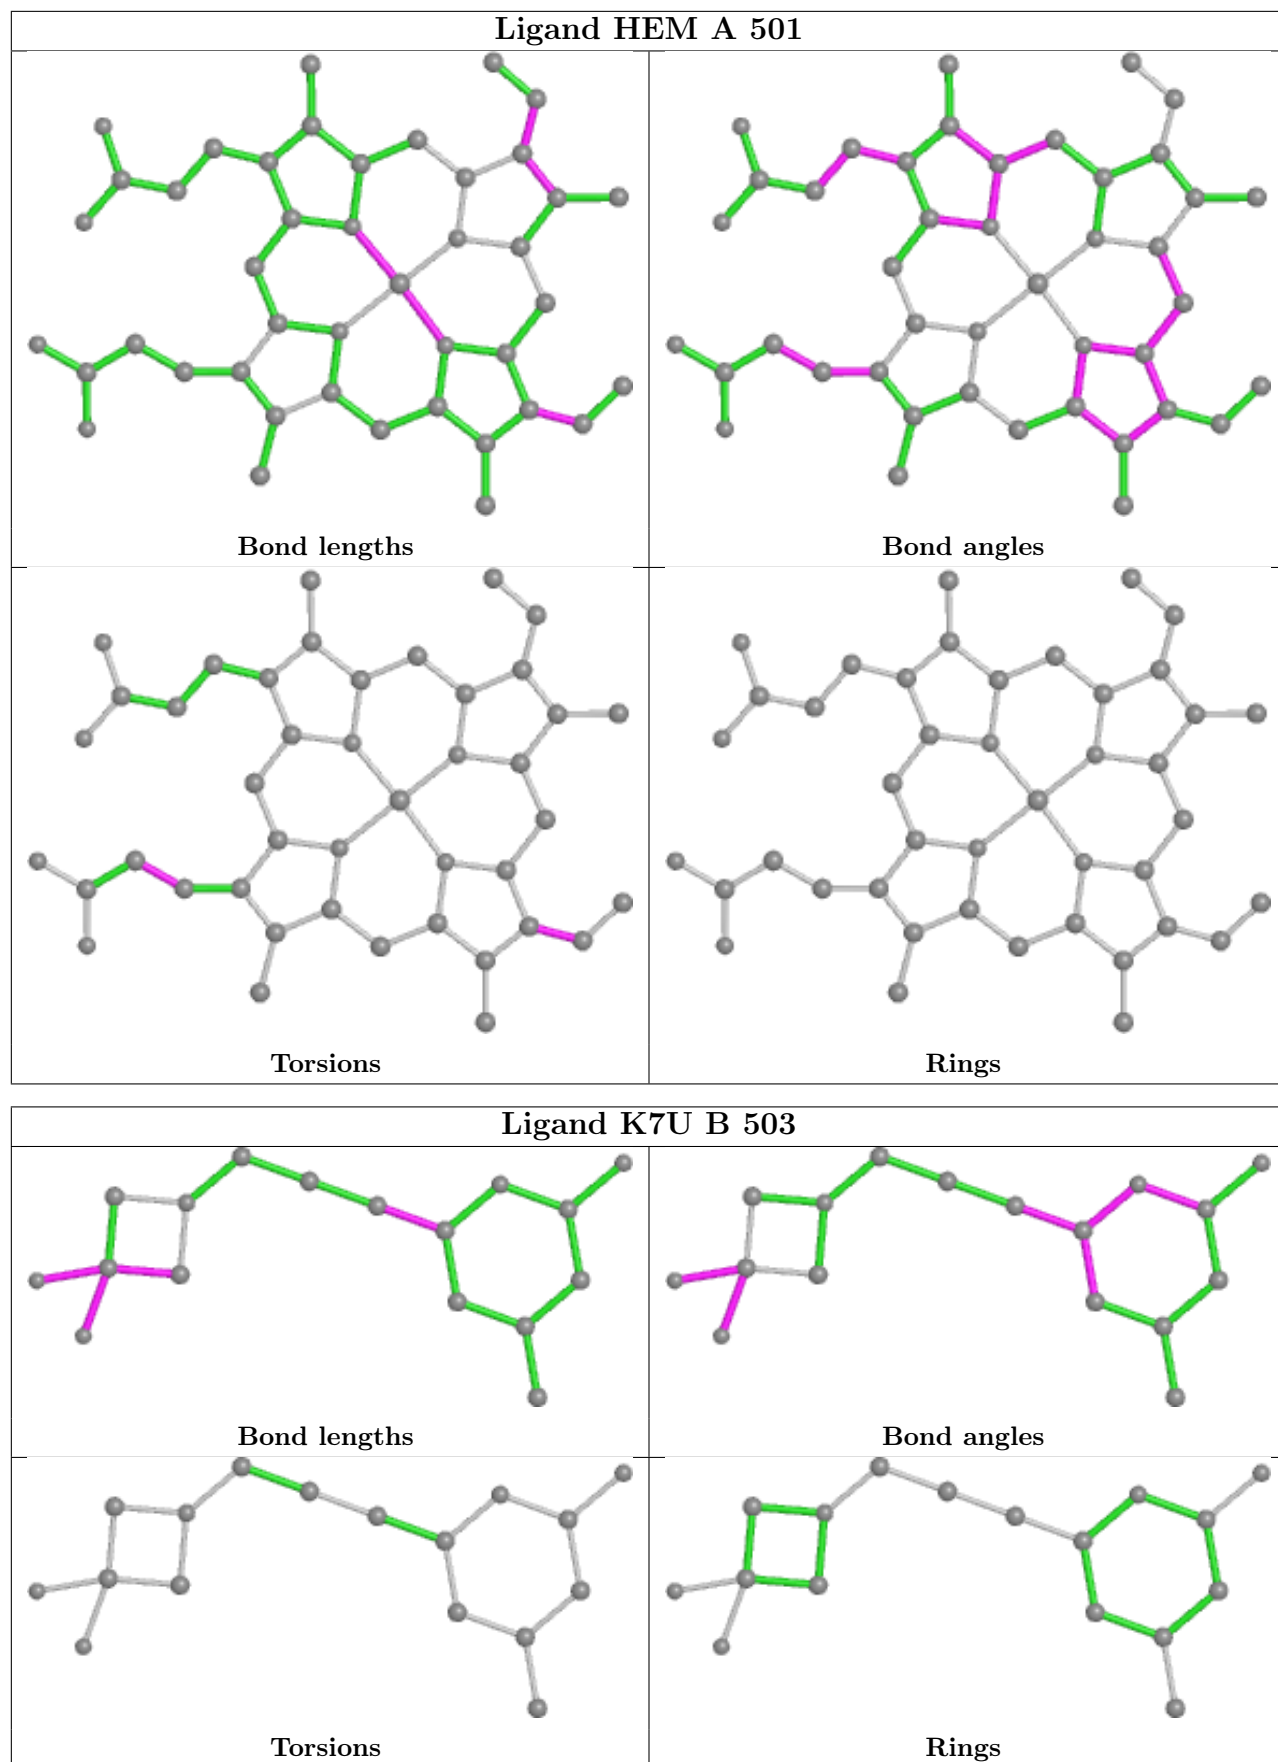 Ligand HEM A 501
Bond lengths
Bond angles
Torsions
Rings
Ligand K7U B 503
Bond lengths
Bond angles
Torsions
Rings